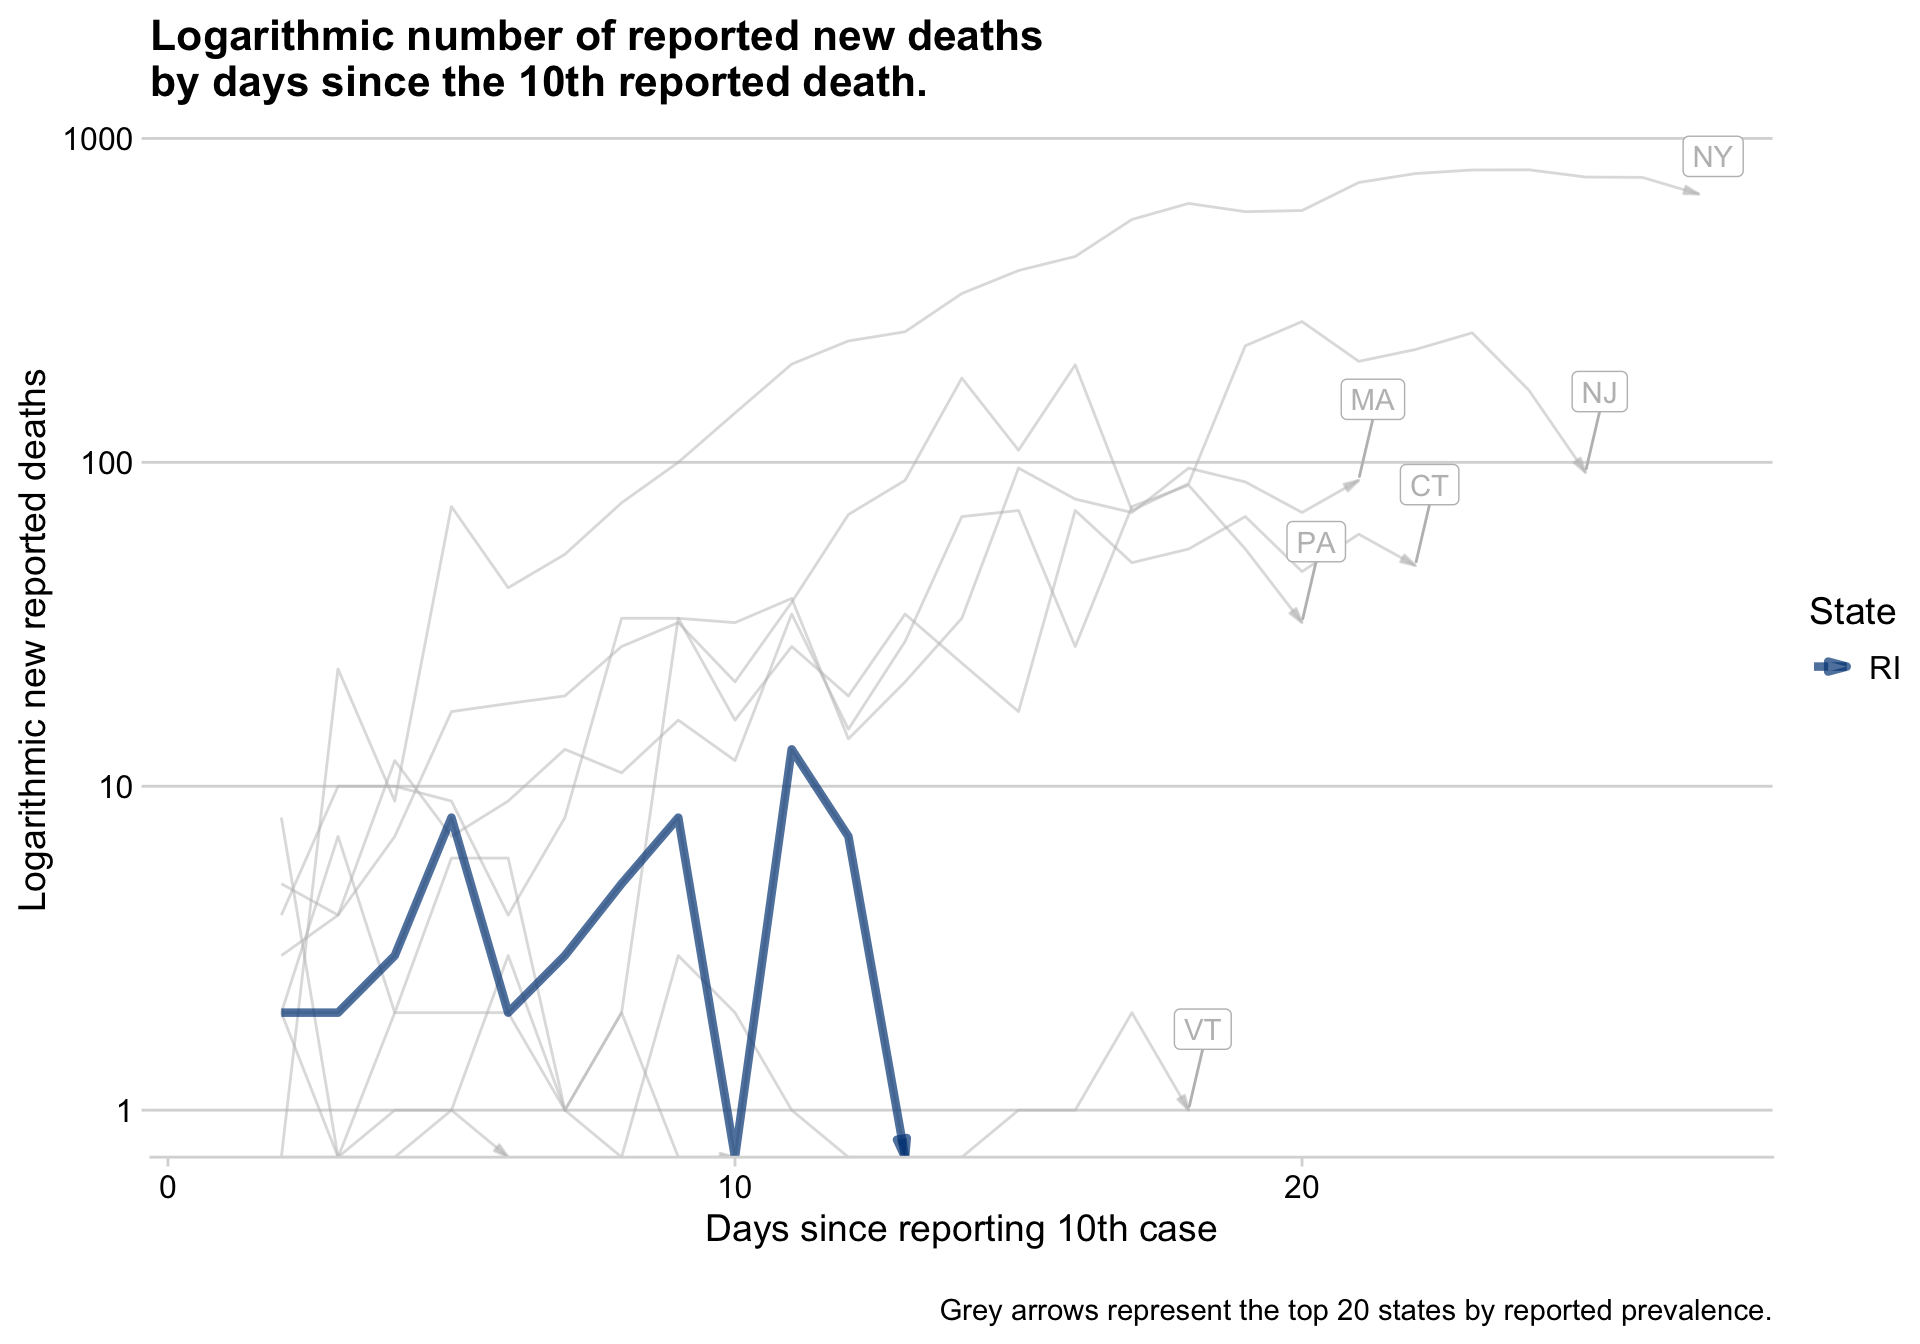 Logarithmic number of reported new deaths
by days since the 10th reported death.
1000
100
10
1
Logarithmic new reported deaths
NY
NJ
MA
CT
PA
VT
State
RI
0
10
20
Days since reporting 10th case
Grey arrows represent the top 20 states by reported prevalence.